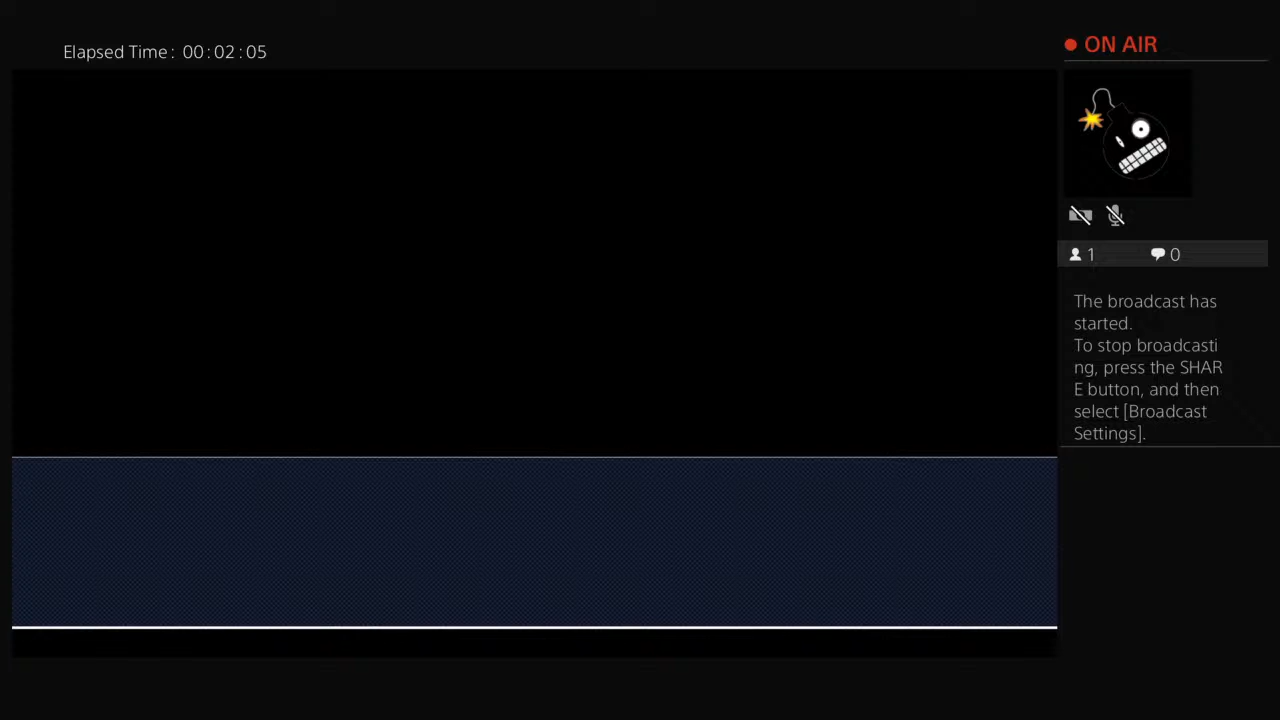 Elapsed Time: 00:02:05
ON AIR
1
0
The broadcast has
started.
To stop broadcasti
ng, press the SHAR
E button, and then
select [Broadcast
Settings].